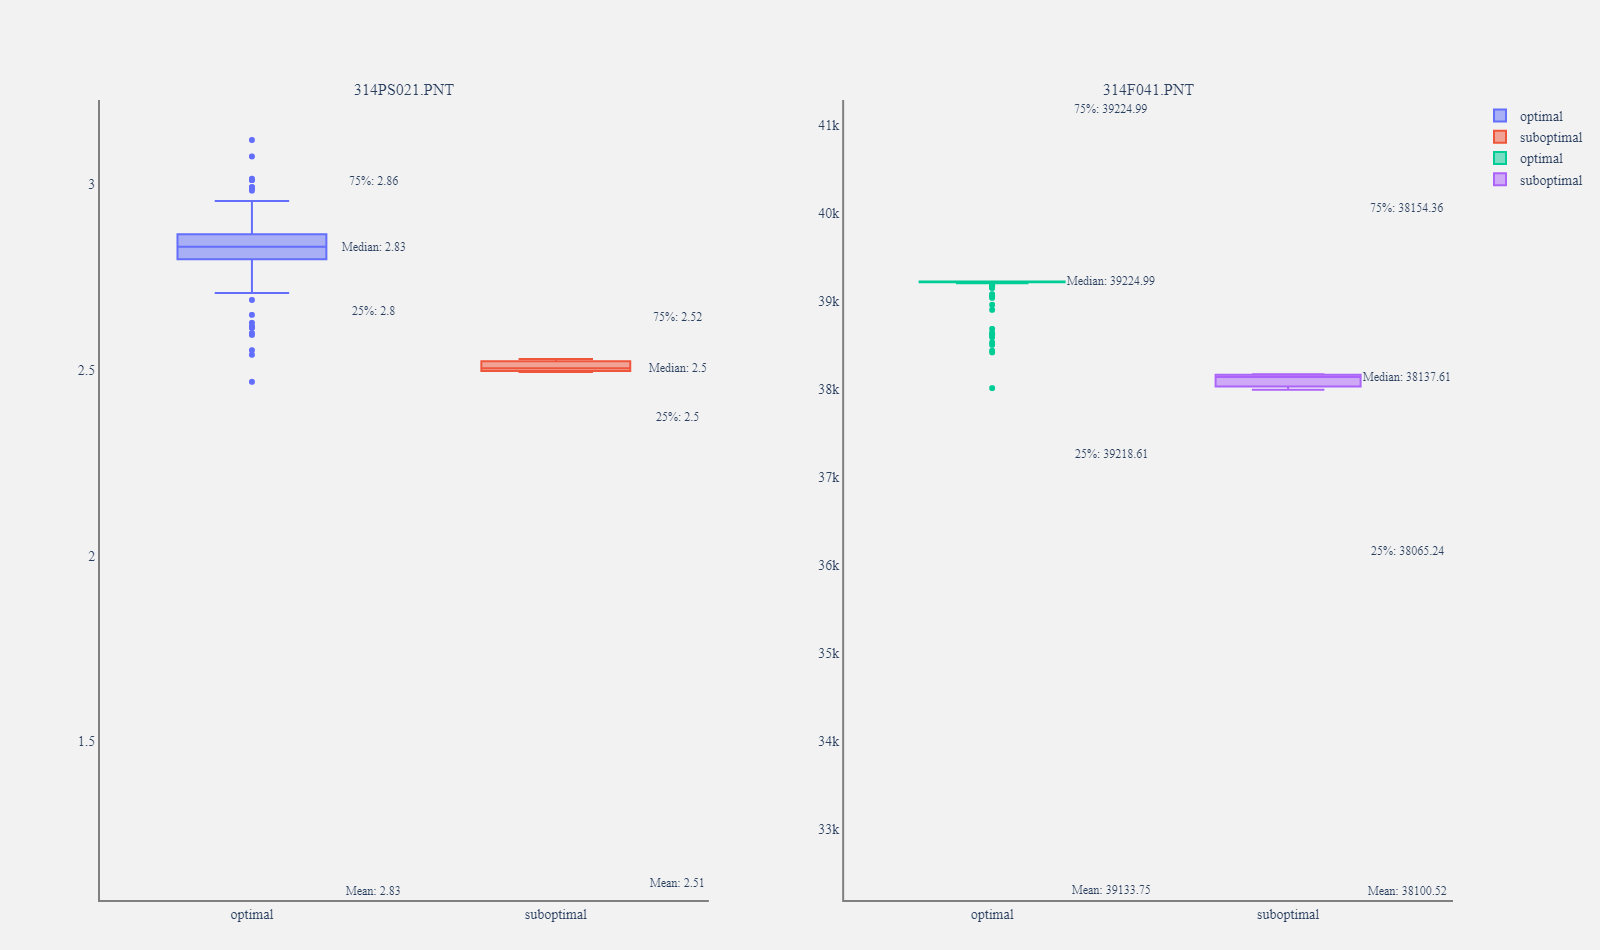 314PS021.PNT
3
2.5
2
1.5
75%: 2.86
Median: 2.83
25%: 2.8
Mean: 2.83
75%: 2.52
Median: 2.5
25%: 2.5
Mean: 2.51
optimal
suboptimal
314F041.PNT
41k
40k
39k
38k
37k
36k
35k
34k
33k
75%: 39224.99
Median: 39224.99
25%: 39218.61
Mean: 39133.75
75%: 38154.36
Median: 38137.61
25%: 38065.24
Mean: 38100.52
optimal
suboptimal
optimal
suboptimal
optimal
suboptimal